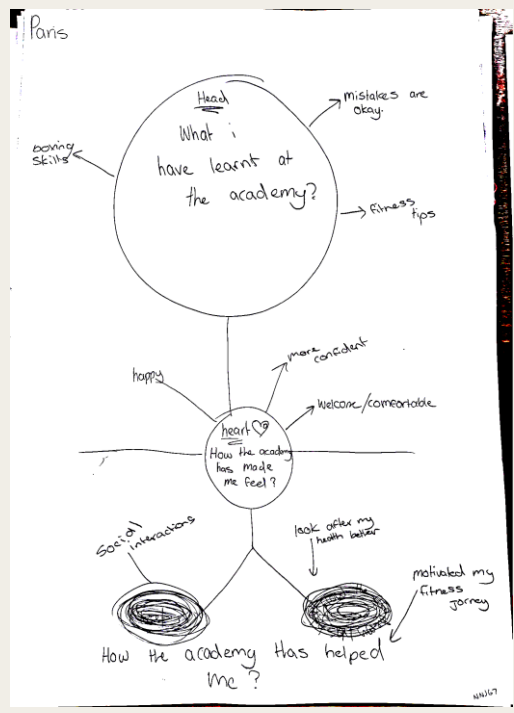 Paris
Head
What i
have learnt at
the academy?
mistakes are
okay.
boxing
skills
fitness
tips
more
confident
happy
welcome/comfortable
heart
How the academy
has made
me feel?
Social
interactions
look after my
health better
motivated my
fitness
jorney
How the academy Has helped
me?
NNJ67